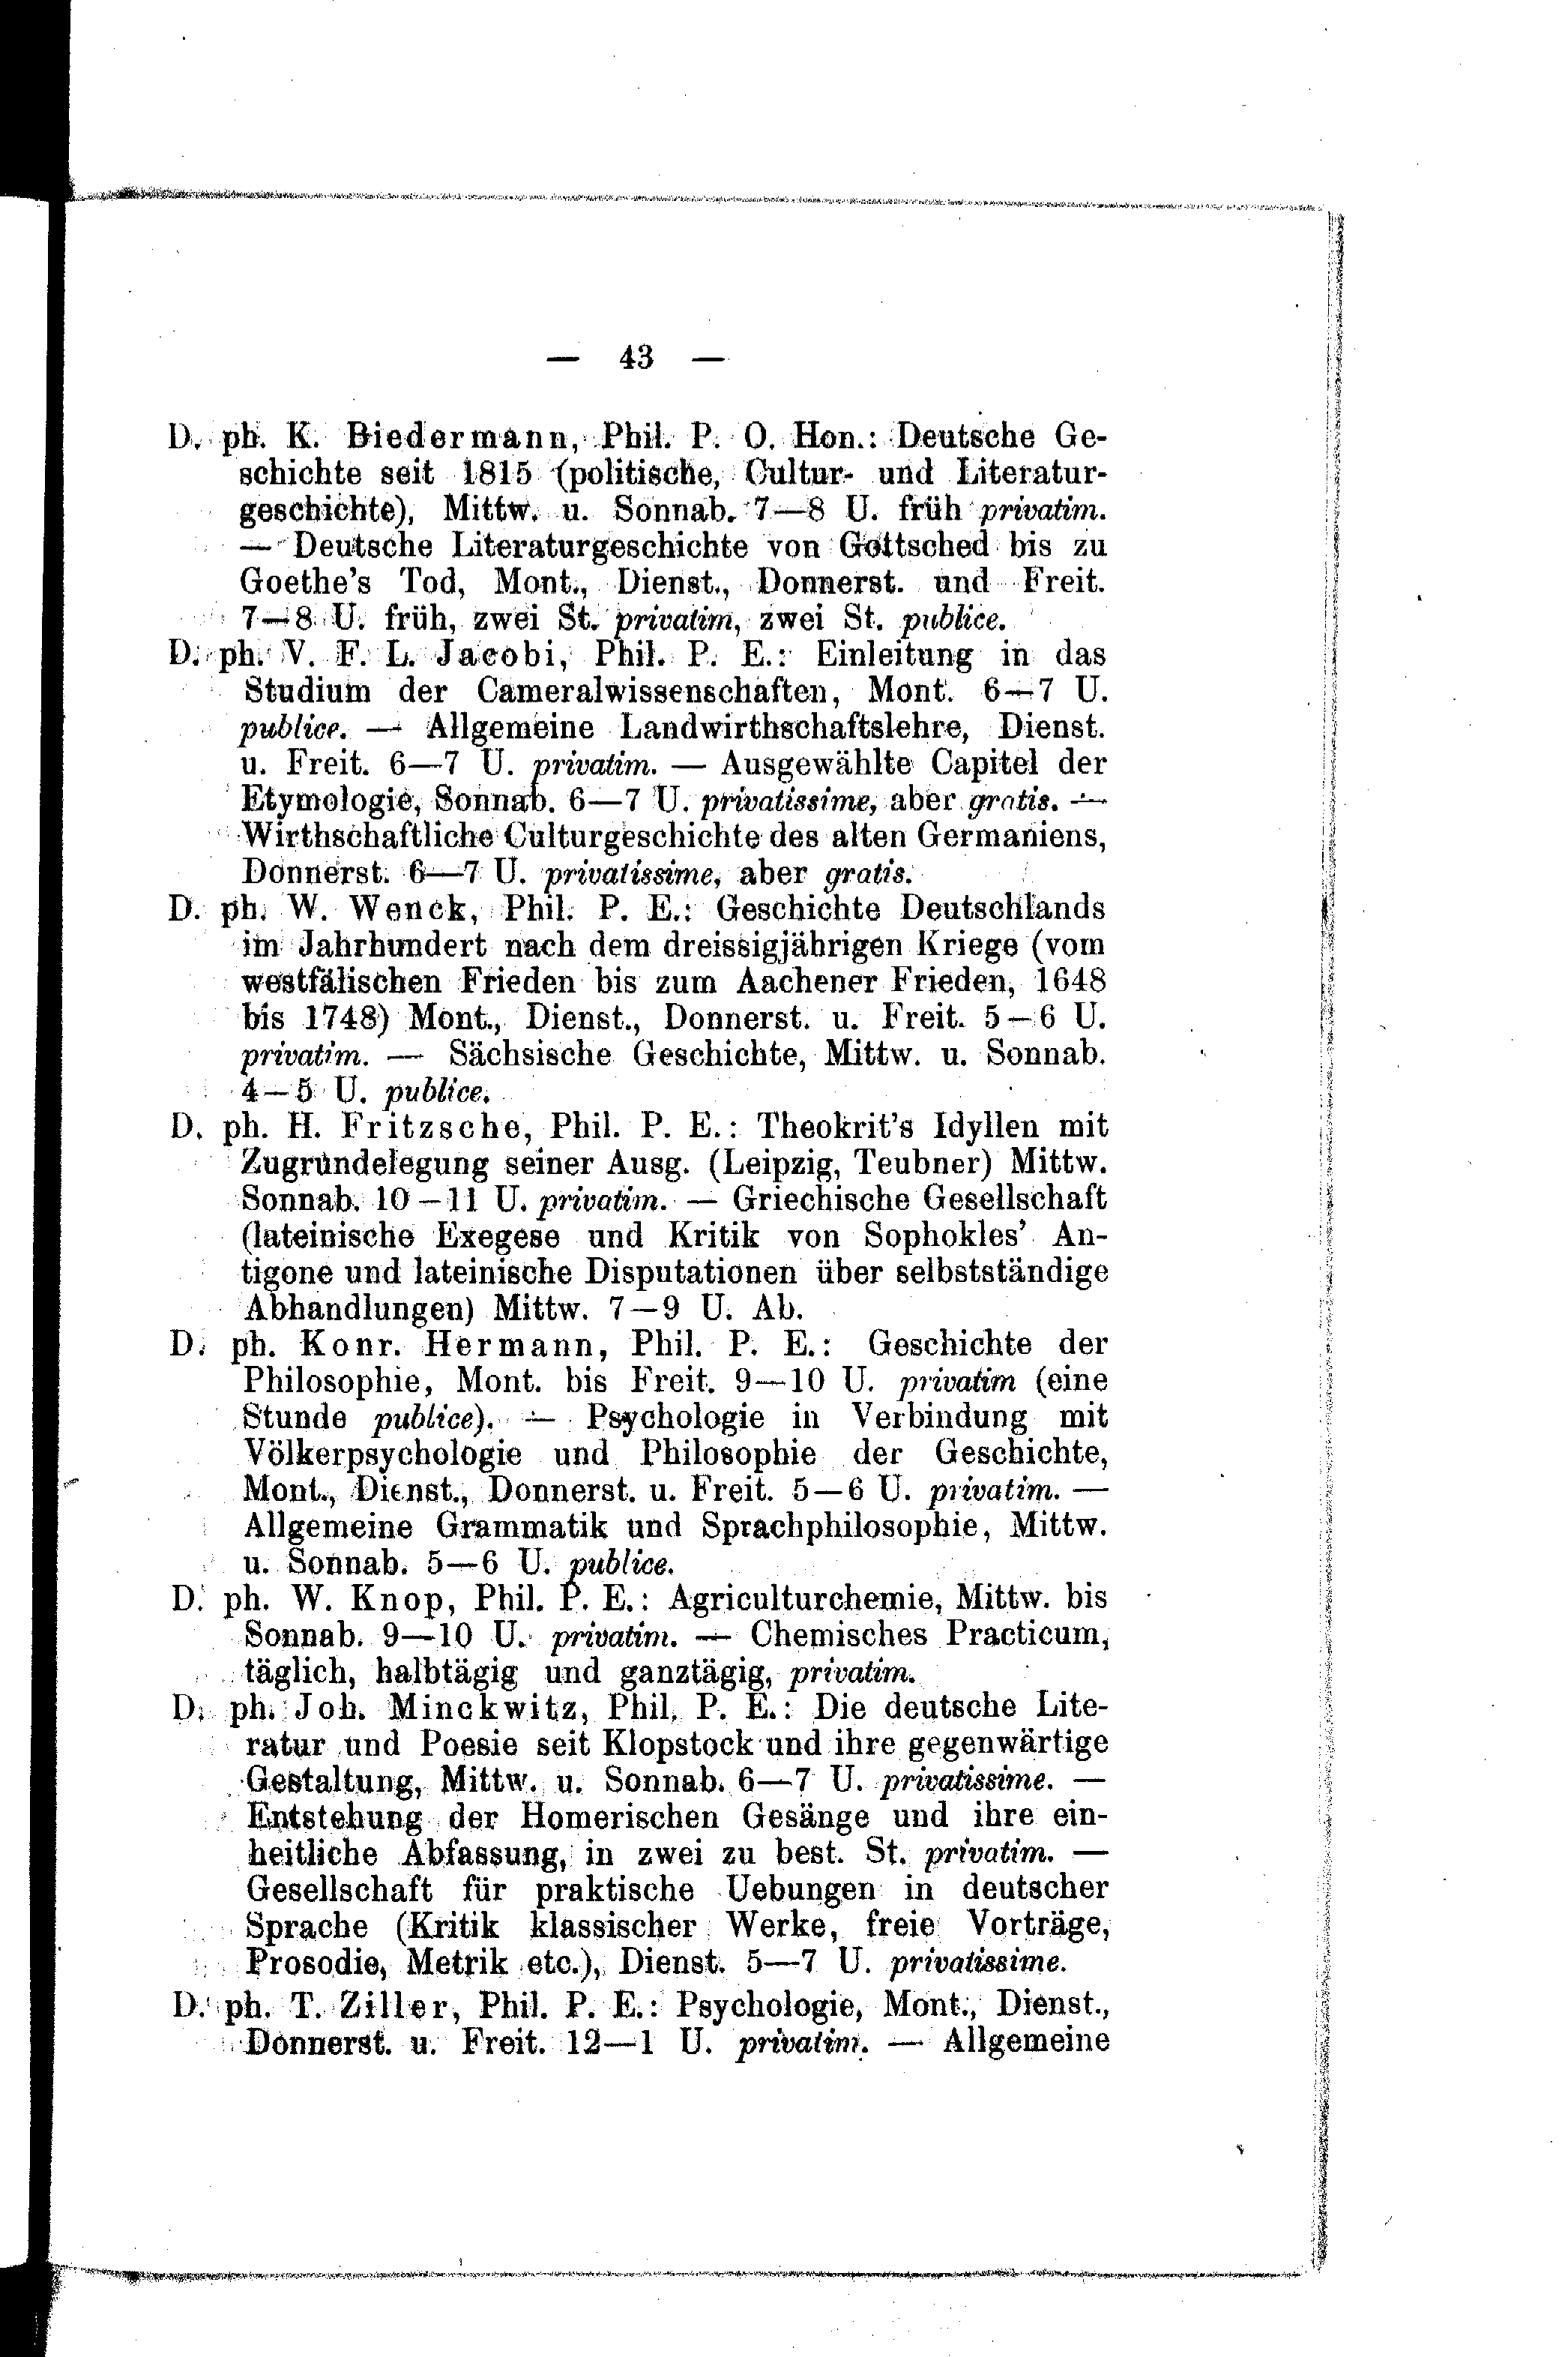 — 43 —
D. ph. K. Biedermann, Phil. P. O. Hon.: Deutsche Ge-
schichte seit 1815 (politische, Cultur- und Literatur-
geschichte), Mittw. u. Sonnab. 7—8 U. früh privatim.
— Deutsche Literaturgeschichte von Gottsched bis zu
Goethe's Tod, Mont., Dienst., Donnerst. und Freit.
7—8 U. früh, zwei St. privatim, zwei St. publice.
D. ph. V. F. L. Jacobi, Phil. P. E.: Einleitung in das
Studium der Cameralwissenschaften, Mont. 6—7 U.
publice. — Allgemeine Landwirthschaftslehre, Dienst.
u. Freit. 6—7 U. privatim. — Ausgewählte Capitel der
Etymologie, Sonnab. 6—7 U. privatissime, aber gratis. —
Wirthschaftliche Culturgeschichte des alten Germaniens,
Donnerst. 6—7 U. privatissime, aber gratis.
D. ph. W. Wenck, Phil. P. E.: Geschichte Deutschlands
im Jahrhundert nach dem dreissigjährigen Kriege (vom
westfälischen Frieden bis zum Aachener Frieden, 1648
bis 1748) Mont., Dienst., Donnerst. u. Freit. 5—6 U.
privatim. — Sächsische Geschichte, Mittw. u. Sonnab.
4—5 U. publice.
D. ph. H. Fritzsche, Phil. P. E.: Theokrit's Idyllen mit
Zugrundelegung seiner Ausg. (Leipzig, Teubner) Mittw.
Sonnab. 10—11 U. privatim. — Griechische Gesellschaft
(lateinische Exegese und Kritik von Sophokles' An-
tigone und lateinische Disputationen über selbstständige
Abhandlungen) Mittw. 7—9 U. Ab.
D. ph. Konr. Hermann, Phil. P. E.: Geschichte der
Philosophie, Mont. bis Freit. 9—10 U. privatim (eine
Stunde publice). — Psychologie in Verbindung mit
Völkerpsychologie und Philosophie der Geschichte,
Mont., Dienst., Donnerst. u. Freit. 5—6 U. privatim. —
Allgemeine Grammatik und Sprachphilosophie, Mittw.
u. Sonnab. 5—6 U. publice.
D. ph. W. Knop, Phil. P. E.: Agriculturchemie, Mittw. bis
Sonnab. 9—10 U. privatim. — Chemisches Practicum,
täglich, halbtägig und ganztägig, privatim.
D. ph. Joh. Minckwitz, Phil. P. E.: Die deutsche Lite-
ratur und Poesie seit Klopstock und ihre gegenwärtige
Gestaltung, Mittw. u. Sonnab. 6—7 U. privatissime. —
Entstehung der Homerischen Gesänge und ihre ein-
heitliche Abfassung, in zwei zu best. St. privatim. —
Gesellschaft für praktische Uebungen in deutscher
Sprache (Kritik klassischer Werke, freie Vorträge,
Prosodie, Metrik etc.), Dienst. 5—7 U. privatissime.
D. ph. T. Ziller, Phil. P. E.: Psychologie, Mont., Dienst.,
Donnerst. u. Freit. 12—1 U. privatim. — Allgemeine